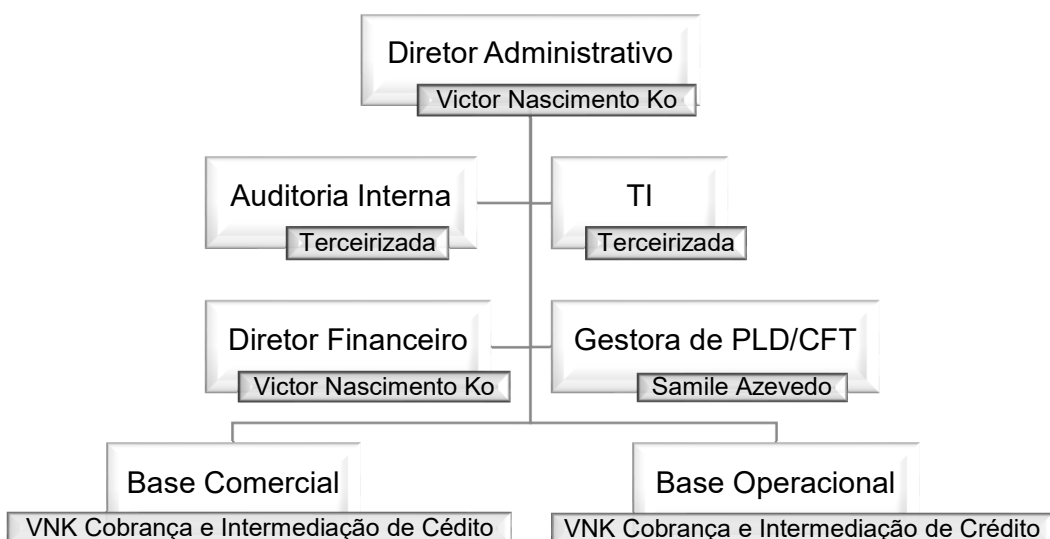 Diretor Administrativo
Victor Nascimento Ko
Auditoria Interna
Terceirizada
TI
Terceirizada
Diretor Financeiro
Victor Nascimento Ko
Gestora de PLD/CFT
Samile Azevedo
Base Comercial
VNK Cobrança e Intermediação de Cédito
Base Operacional
VNK Cobrança e Intermediação de Crédito